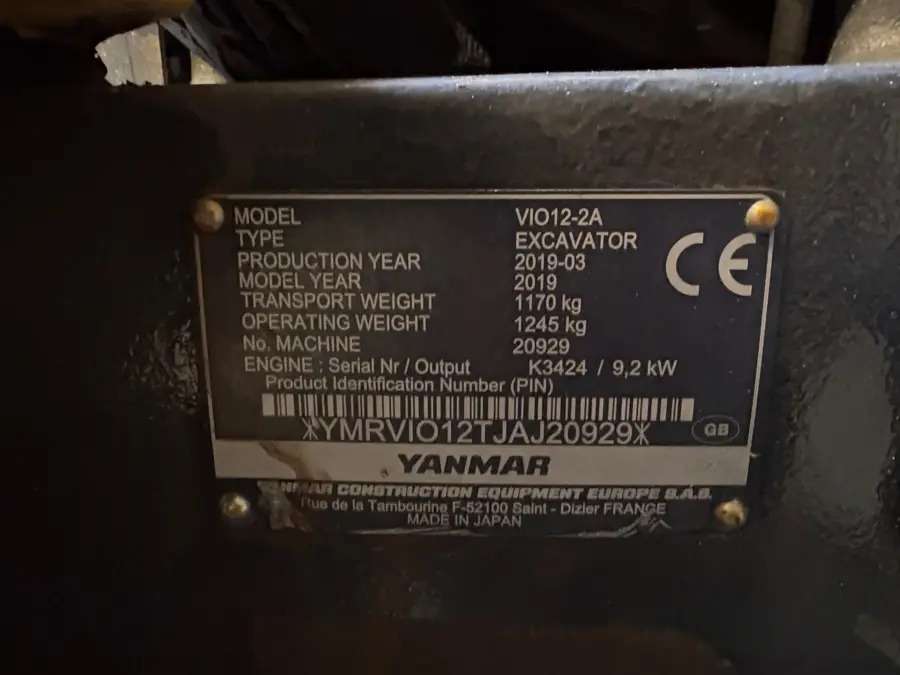 MODEL VIO12-2A
TYPE EXCAVATOR
PRODUCTION YEAR 2019-03
MODEL YEAR 2019
TRANSPORT WEIGHT 1170 kg
OPERATING WEIGHT 1245 kg
No. MACHINE 20929
ENGINE : Serial Nr / Output K3424 / 9,2 kW
Product Identification Number (PIN)
*YMRVIO12TJAJ20929*
CE
GB
YANMAR
YANMAR CONSTRUCTION EQUIPMENT EUROPE S.A.S.
Rue de la Tambourine F-52100 Saint - Dizier FRANCE
MADE IN JAPAN